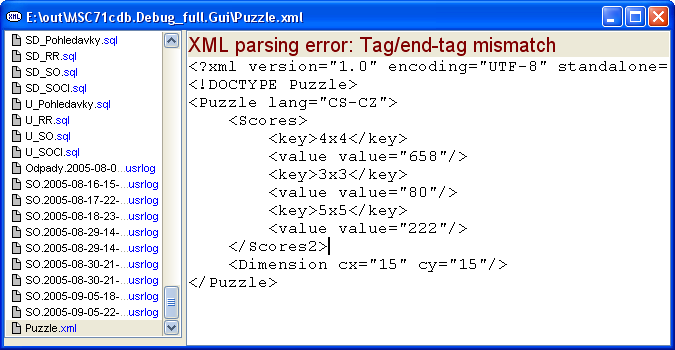 E:\out\MSC71cdb.Debug_full.Gui\Puzzle.xml
SD_Pohledavky.sql
SD_RR.sql
SD_SO.sql
SD_SOCI.sql
U_Pohledavky.sql
U_RR.sql
U_SO.sql
U_SOCI.sql
Odpady.2005-08-0...usrlog
SO.2005-08-16-15-...usrlog
SO.2005-08-17-22-...usrlog
SO.2005-08-18-23-...usrlog
SO.2005-08-29-14-...usrlog
SO.2005-08-29-14-...usrlog
SO.2005-08-30-21-...usrlog
SO.2005-08-30-21-...usrlog
SO.2005-09-05-18-...usrlog
SO.2005-09-05-22-...usrlog
Puzzle.xml
XML parsing error: Tag/end-tag mismatch
<?xml version="1.0" encoding="UTF-8" standalone=
<!DOCTYPE Puzzle>
<Puzzle lang="CS-CZ">
<Scores>
<key>4x4</key>
<value value="658"/>
<key>3x3</key>
<value value="80"/>
<key>5x5</key>
<value value="222"/>
</Scores2>
<Dimension cx="15" cy="15"/>
</Puzzle>